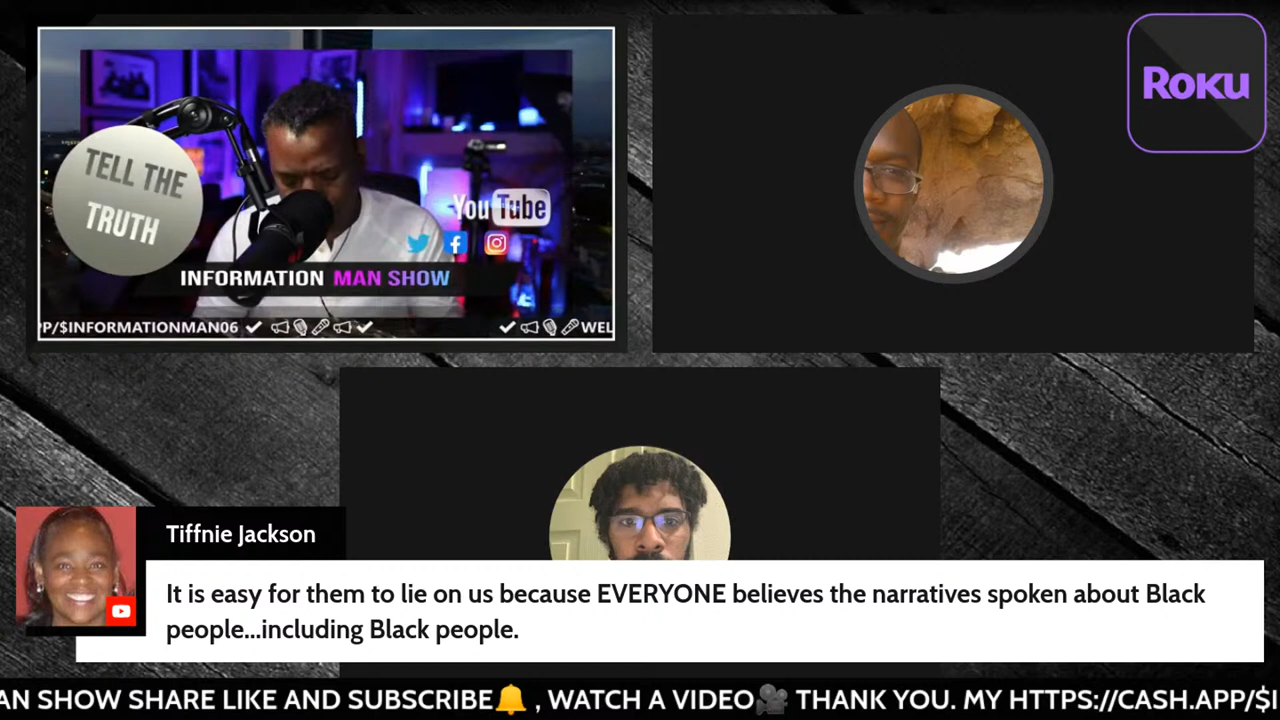 TELL THE
TRUTH
YouTube
INFORMATION MAN SHOW
P/$INFORMATIONMAN06
WEL
ROKU
Tiffnie Jackson
It is easy for them to lie on us because EVERYONE believes the narratives spoken about Black
people...including Black people.
AN SHOW SHARE LIKE AND SUBSCRIBE🔔 , WATCH A VIDEO🎥 THANK YOU. MY HTTPS://CASH.APP/$I